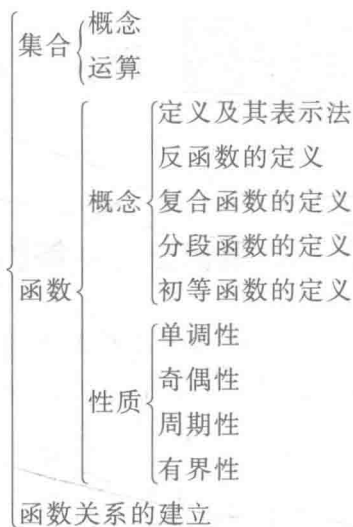 集合
概念
运算
函数
概念
定义及其表示法
反函数的定义
复合函数的定义
分段函数的定义
初等函数的定义
性质
单调性
奇偶性
周期性
有界性
函数关系的建立